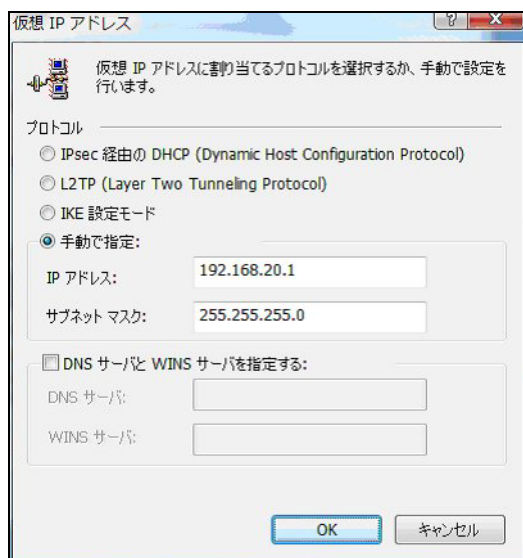 仮想 IP アドレス
仮想 IP アドレスに割り当てるプロトコルを選択するか、手動で設定を
行います。
プロトコル
IPsec 経由の DHCP (Dynamic Host Configuration Protocol)
L2TP (Layer Two Tunneling Protocol)
IKE 設定モード
手動で指定:
IP アドレス: 192.168.20.1
サブネット マスク: 255.255.255.0
DNS サーバと WINS サーバを指定する:
DNS サーバ:
WINS サーバ:
OK キャンセル